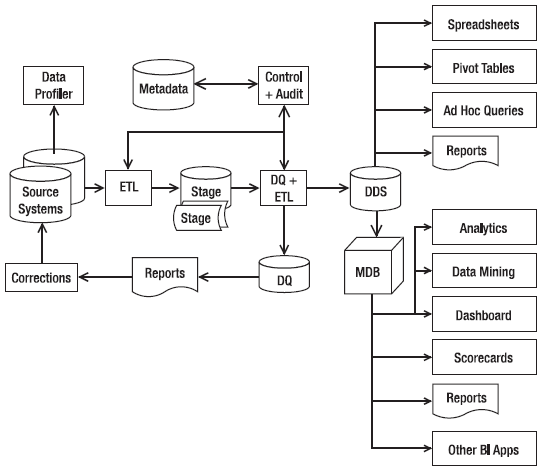 Spreadsheets
Data
Profiler
Metadata
Control
+ Audit
Pivot Tables
Ad Hoc Queries
Reports
Source
Systems
ETL
Stage
Stage
DQ +
ETL
DDS
Corrections
Reports
DQ
MDB
Analytics
Data Mining
Dashboard
Scorecards
Reports
Other BI Apps